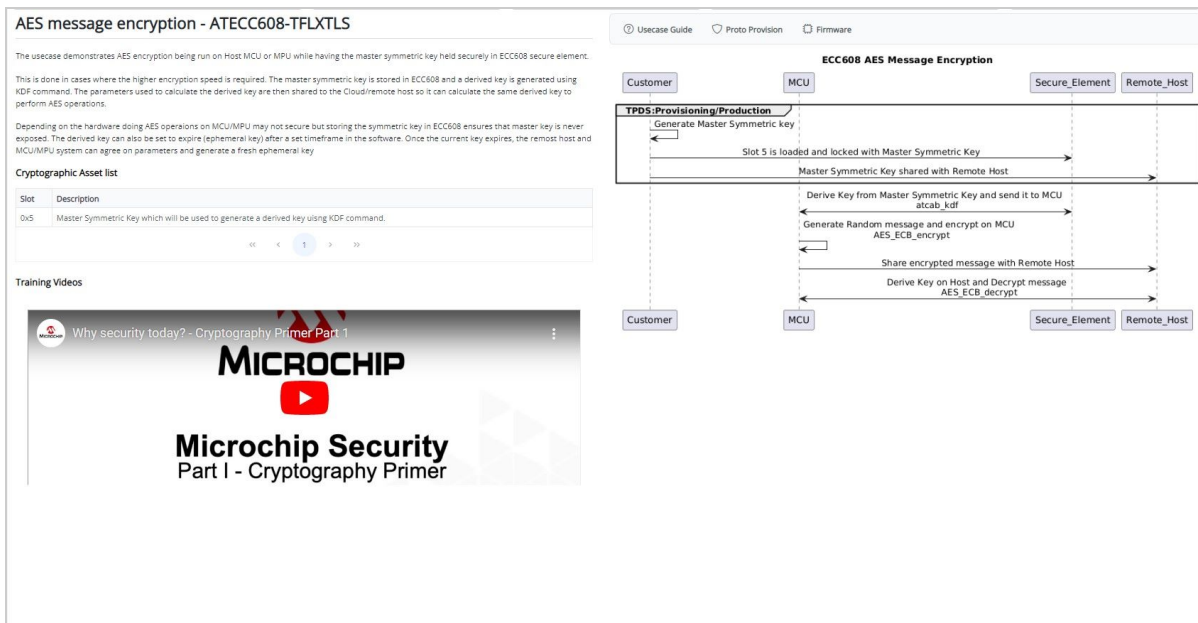 AES message encryption - ATECC608-TFLXTLS
The usecase demonstrates AES encryption being run on Host MCU or MPU while having the master symmetric key held securely in ECC608 secure element.
This is done in cases where the higher encryption speed is required. The master symmetric key is stored in ECC608 and a derived key is generated using
KDF command. The parameters used to calculate the derived key are then shared to the Cloud/remote host so it can calculate the same derived key to
perform AES operations.
Depending on the hardware doing AES operaions on MCU/MPU may not secure but storing the symmetric key in ECC608 ensures that master key is never
exposed. The derived key can also be set to expire (ephemeral key) after a set timeframe in the software. Once the current key expires, the remost host and
MCU/MPU system can agree on parameters and generate a fresh ephemeral key
Cryptographic Asset list
Slot Description
0x5 Master Symmetric Key which will be used to generate a derived key uisng KDF command.
« ‹ 1 › »
Training Videos
MICROCHIP
Why security today? - Cryptography Primer Part 1
MICROCHIP
Microchip Security
Part I - Cryptography Primer
Usecase Guide Proto Provision Firmware
ECC608 AES Message Encryption
Customer MCU Secure_Element Remote_Host
TPDS:Provisioning/Production
Generate Master Symmetric key
Slot 5 is loaded and locked with Master Symmetric Key
Master Symmetric Key shared with Remote Host
Derive Key from Master Symmetric Key and send it to MCU
atcab_kdf
Generate Random message and encrypt on MCU
AES_ECB_encrypt
Share encrypted message with Remote Host
Derive Key on Host and Decrypt message
AES_ECB_decrypt
Customer MCU Secure_Element Remote_Host